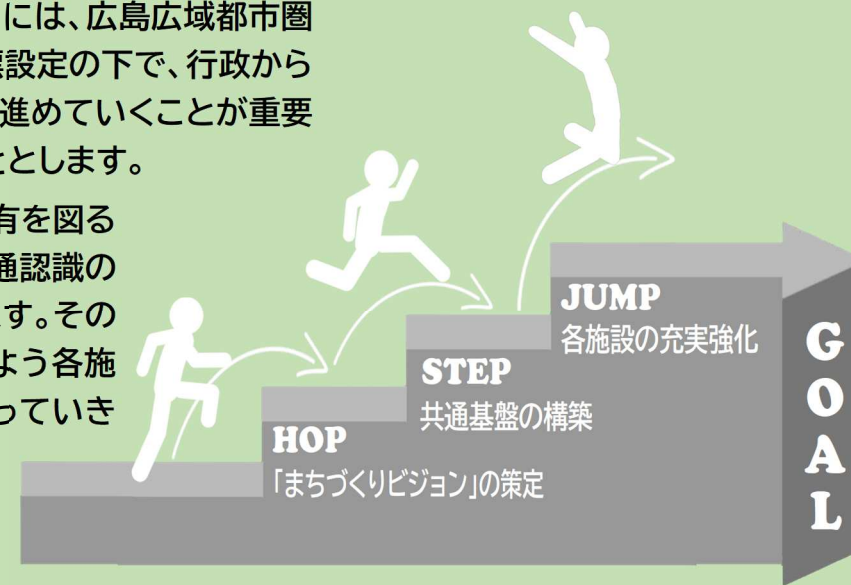 には、広島広域都市圏
標設定の下で、行政から
進めていくことが重要
ととします。
有を図る
通認識の
す。その
よう各施
っていき
JUMP
各施設の充実強化
STEP
共通基盤の構築
HOP
「まちづくりビジョン」の策定
GOAL